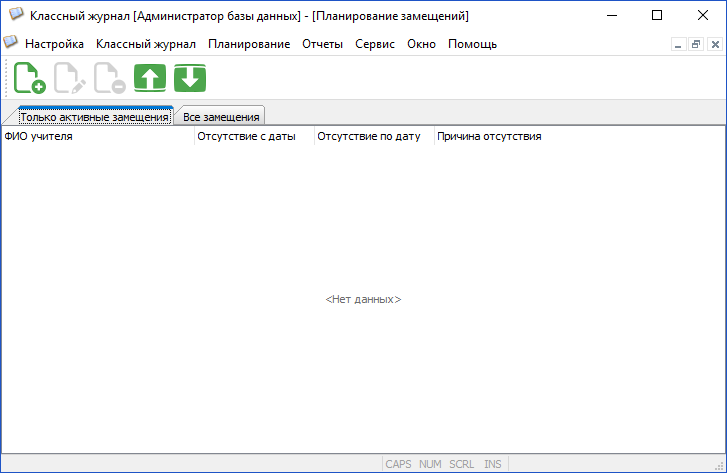 Классный журнал [Администратор базы данных] - [Планирование замещений]
Настройка Классный журнал Планирование Отчеты Сервис Окно Помощь
Только активные замещения Все замещения
ФИО учителя Отсутствие с даты Отсутствие по дату Причина отсутствия
<Нет данных>
CAPS NUM SCRL INS